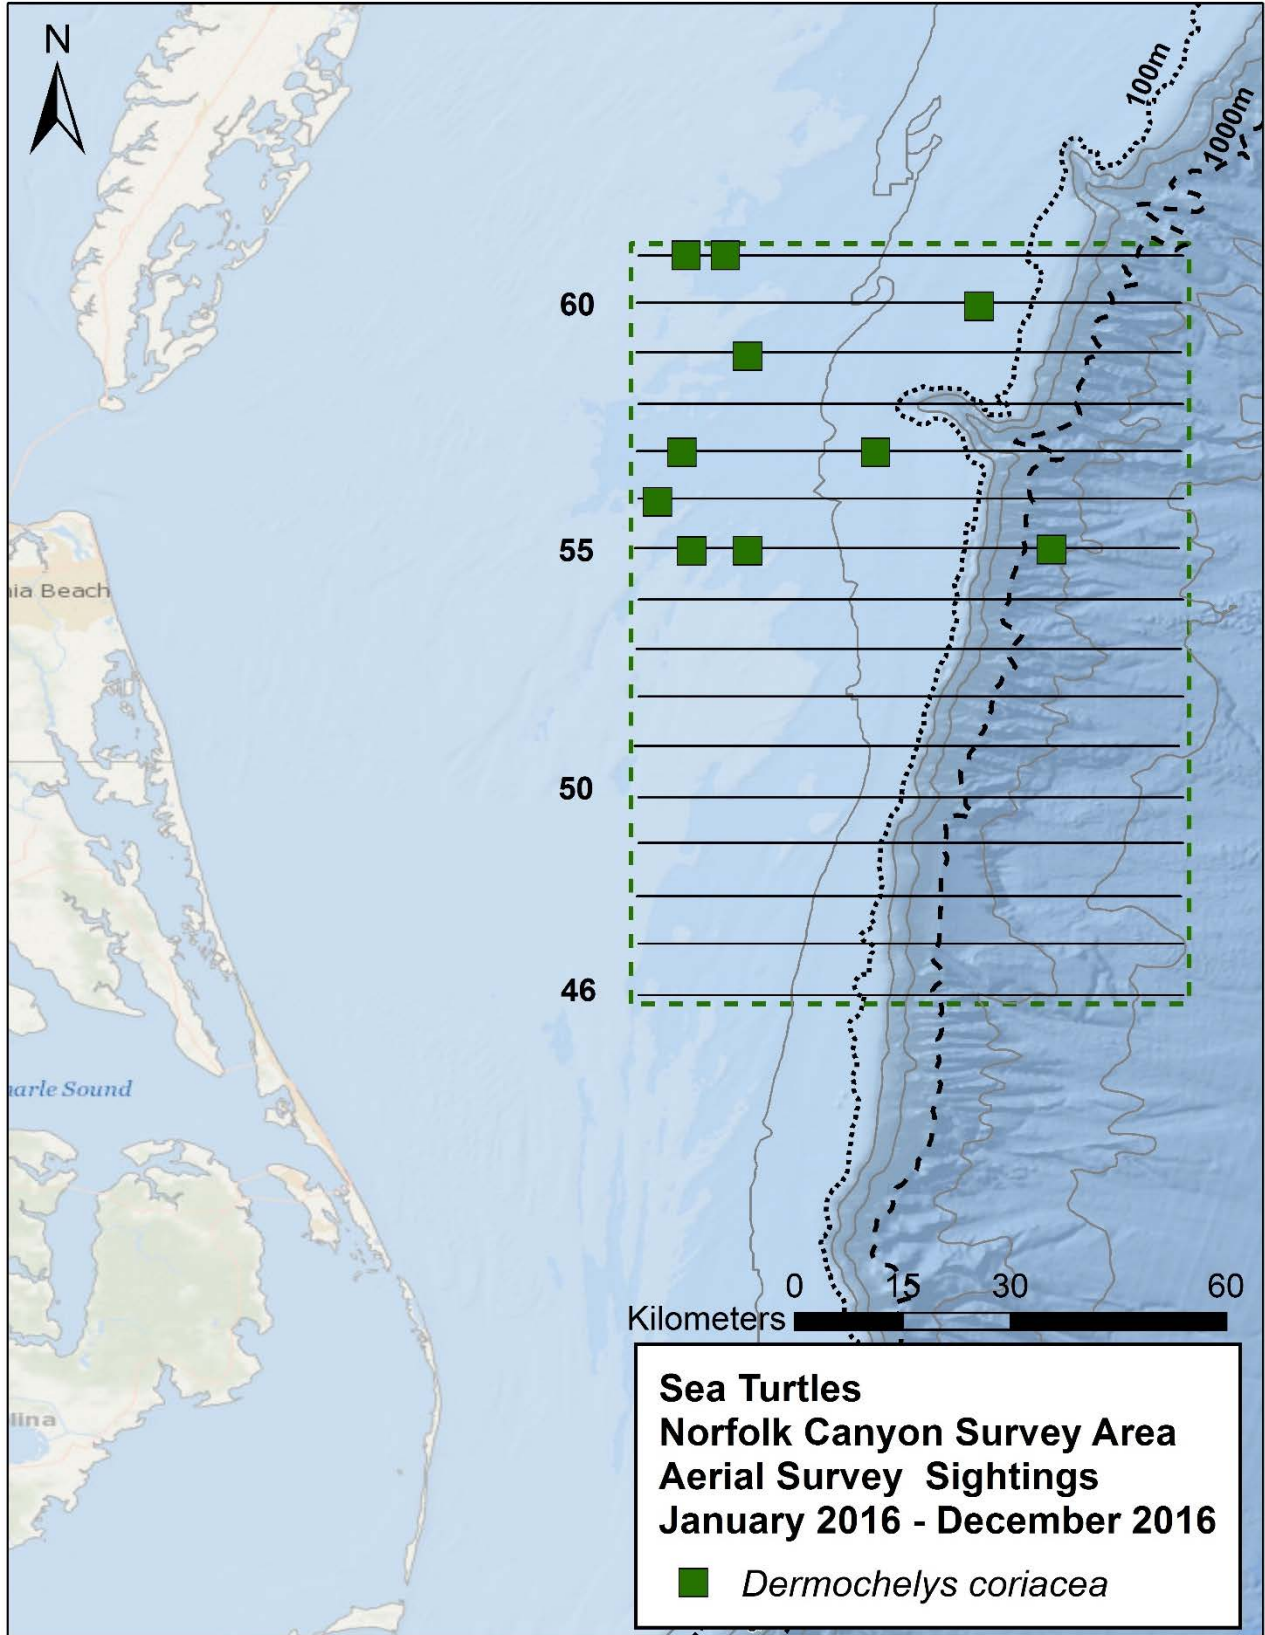 N
100m
1000m
60
55
ia Beach
50
46
arle Sound
0 15 30 60
Kilometers
lina
Sea Turtles
Norfolk Canyon Survey Area
Aerial Survey Sightings
January 2016 - December 2016
Dermochelys coriacea